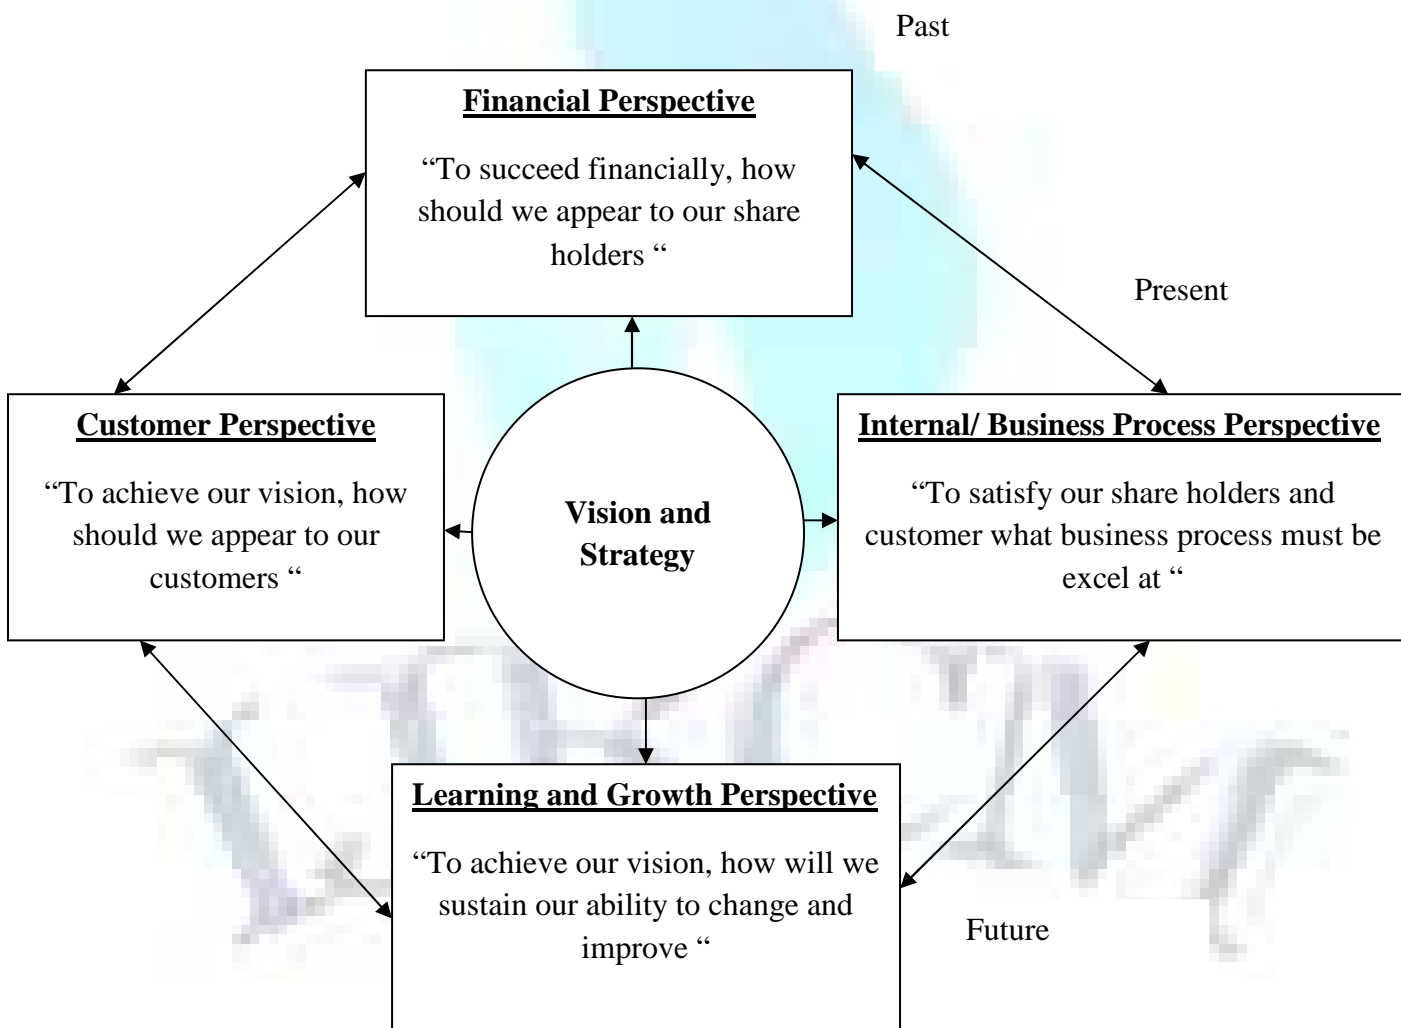 Past
Financial Perspective
“To succeed financially, how
should we appear to our share
holders “
Present
Customer Perspective
“To achieve our vision, how
should we appear to our
customers “
Vision and
Strategy
Internal/ Business Process Perspective
“To satisfy our share holders and
customer what business process must be
excel at “
Learning and Growth Perspective
“To achieve our vision, how will we
sustain our ability to change and
improve “
Future